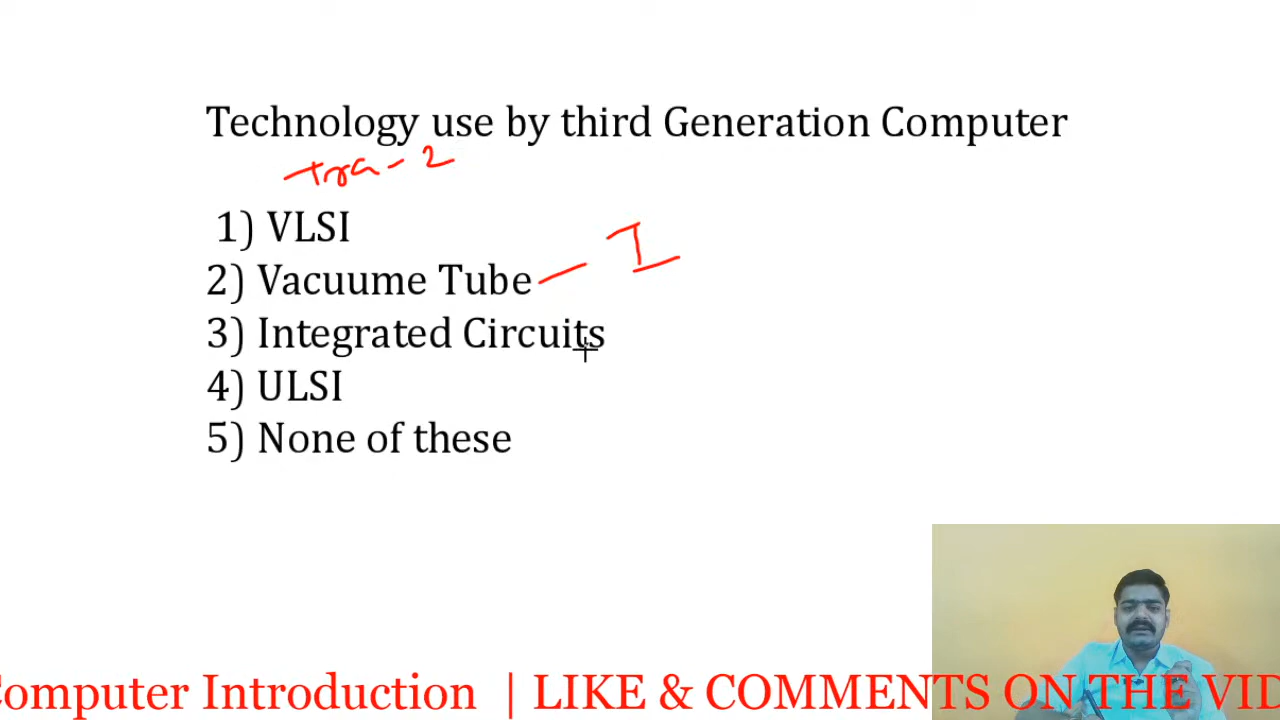 Technology use by third Generation Computer
tra - 2
1) VLSI
2) Vacuume Tube - I
3) Integrated Circuits
4) ULSI
5) None of these
Computer Introduction | LIKE & COMMENTS ON THE VID